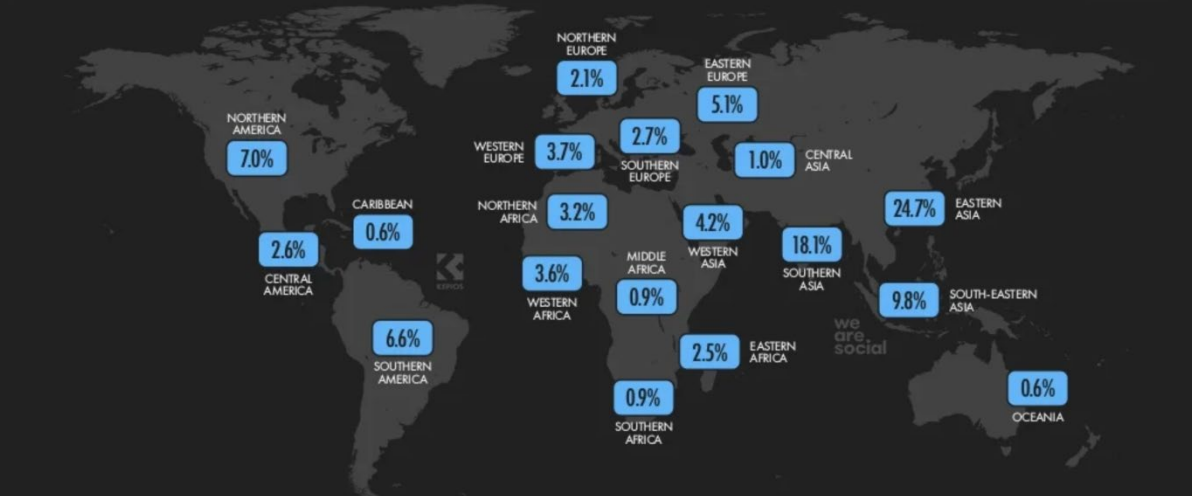 NORTHERN
EUROPE
2.1%
EASTERN
EUROPE
5.1%
NORTHERN
AMERICA
7.0%
WESTERN
EUROPE
3.7%
2.7%
SOUTHERN
EUROPE
1.0%
CENTRAL
ASIA
CARIBBEAN
0.6%
NORTHERN
AFRICA
3.2%
4.2%
WESTERN
ASIA
24.7%
EASTERN
ASIA
2.6%
CENTRAL
AMERICA
18.1%
SOUTHERN
ASIA
KEPIOS
3.6%
WESTERN
AFRICA
MIDDLE
AFRICA
0.9%
9.8%
SOUTH-EASTERN
ASIA
6.6%
SOUTHERN
AMERICA
we
are
social
2.5%
EASTERN
AFRICA
0.9%
SOUTHERN
AFRICA
0.6%
OCEANIA